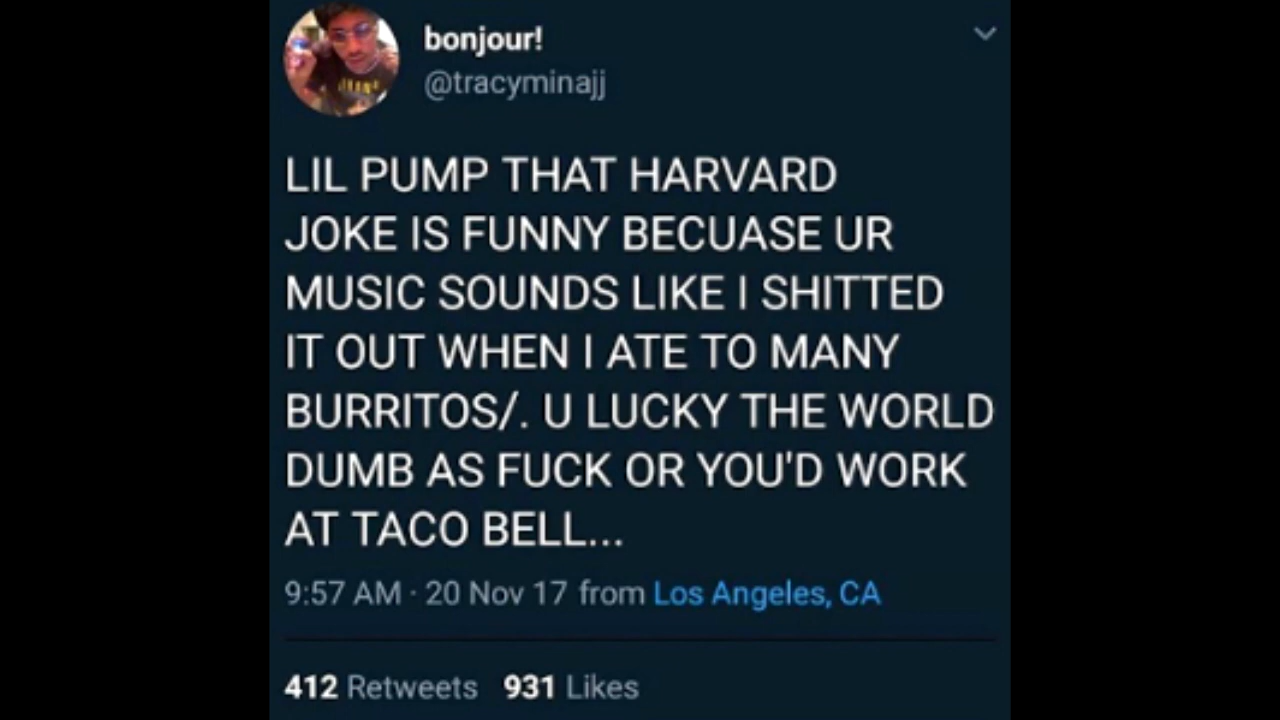 bonjour!
@tracyminajj
LIL PUMP THAT HARVARD
JOKE IS FUNNY BECUASE UR
MUSIC SOUNDS LIKE I SHITTED
IT OUT WHEN I ATE TO MANY
BURRITOS/. U LUCKY THE WORLD
DUMB AS FUCK OR YOU'D WORK
AT TACO BELL...
9:57 AM · 20 Nov 17 from Los Angeles, CA
412 Retweets 931 Likes